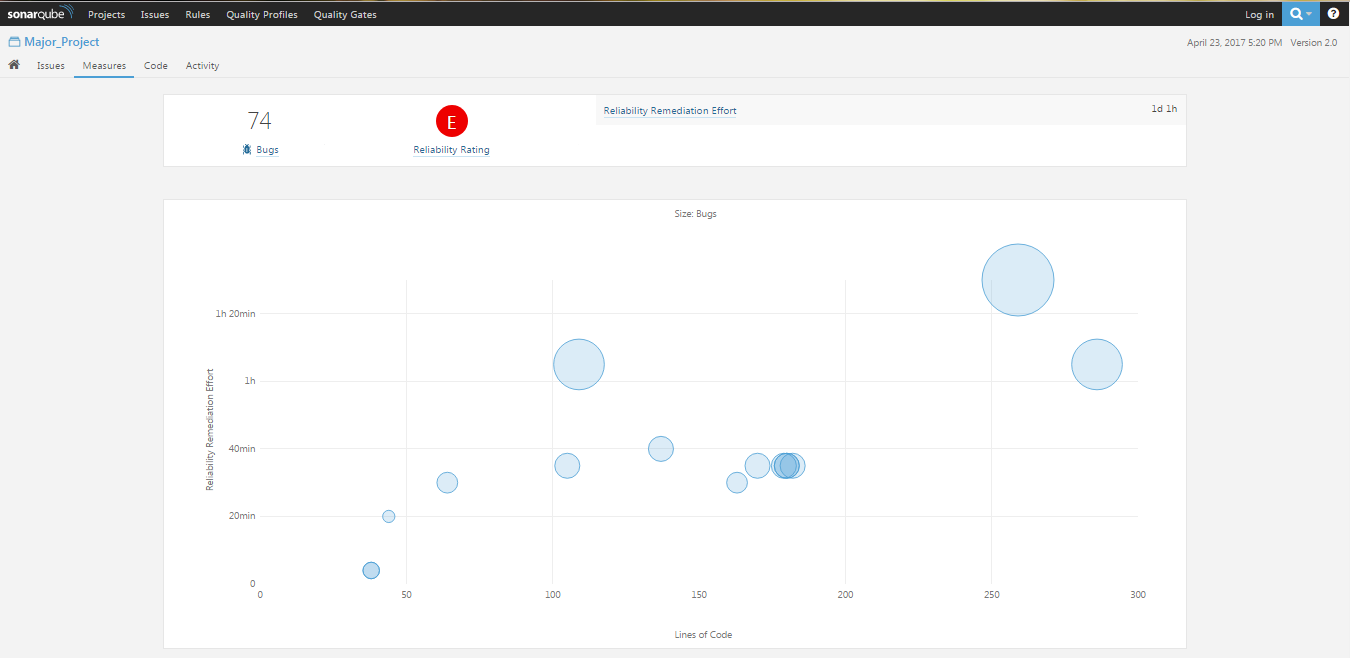 sonarqube Projects Issues Rules Quality Profiles Quality Gates Log in ?
Major_Project April 23, 2017 5:20 PM Version 2.0
Issues Measures Code Activity
74 E Reliability Remediation Effort 1d 1h
Bugs Reliability Rating
Size: Bugs
1h 20min
1h
40min
20min
0
Reliability Remediation Effort
0 50 100 150 200 250 300
Lines of Code